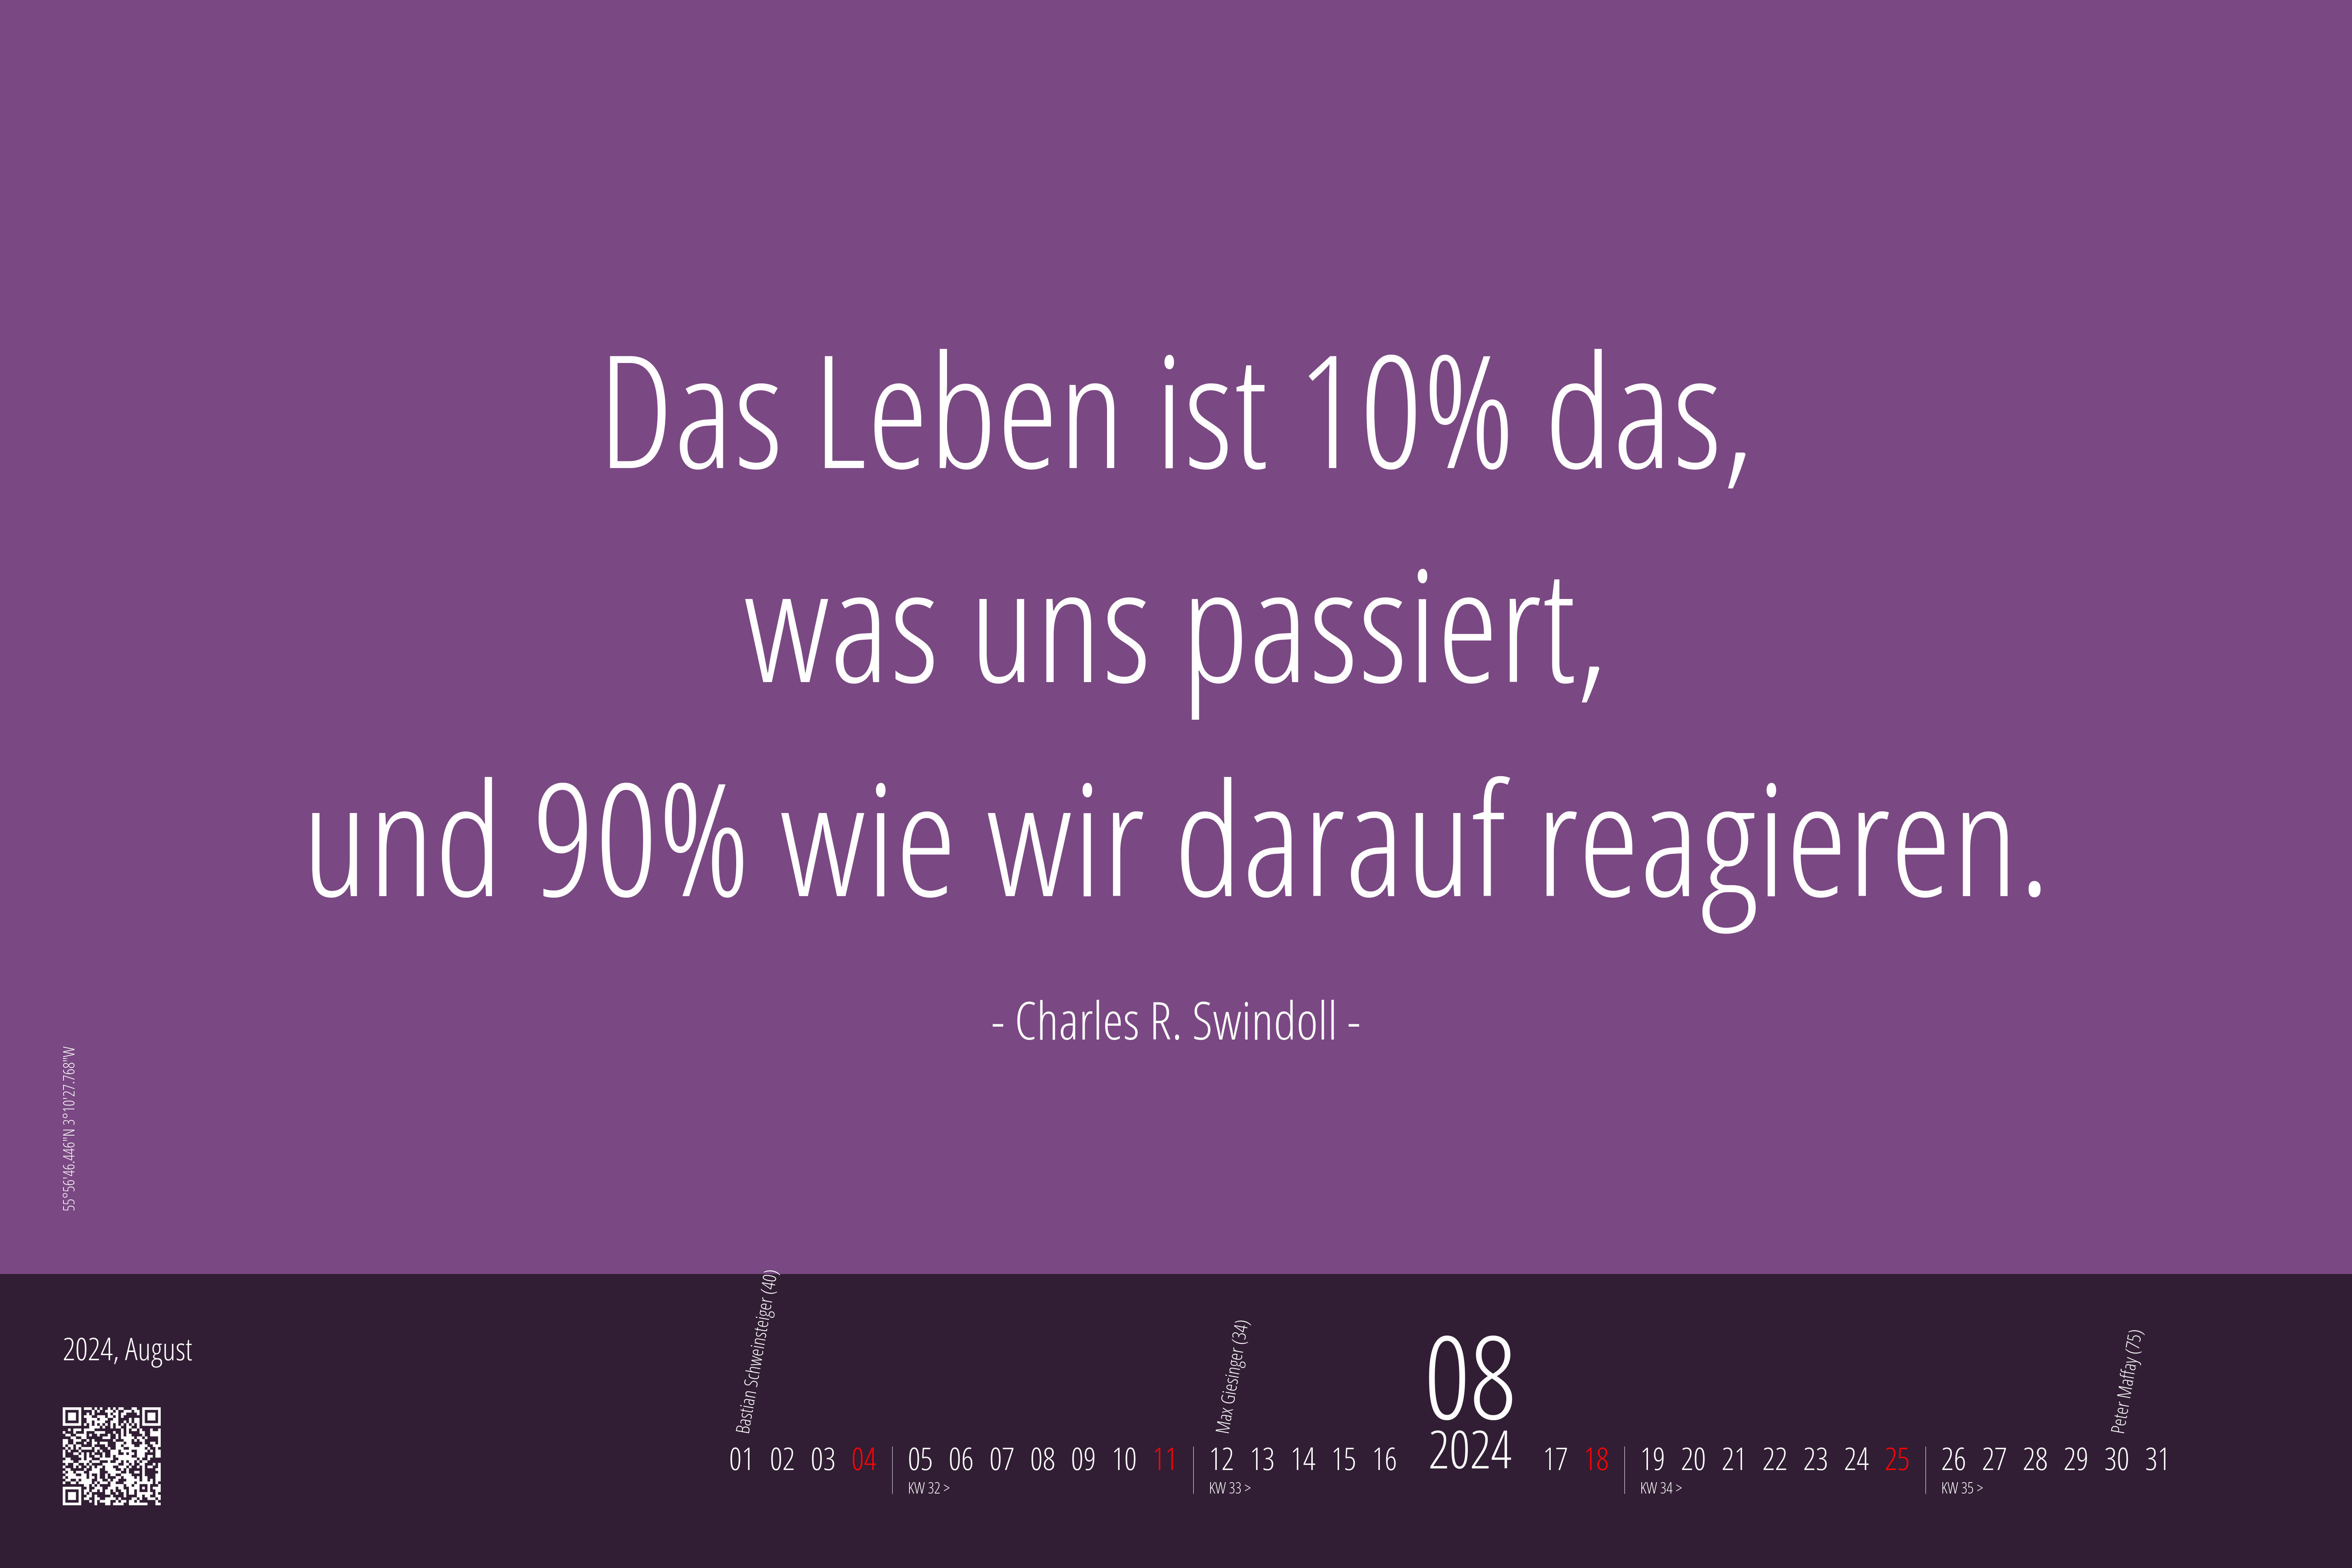 Das Leben ist 10% das,
was uns passiert,
und 90% wie wir darauf reagieren.
- Charles R. Swindoll -
55°56'46.446"N 3°10'27.768"W
2024, August
Bastian Schweinsteiger (40)
Max Giesinger (34)
Peter Maffay (75)
08
2024
01 02 03 04 05 06 07 08 09 10 11 12 13 14 15 16 17 18 19 20 21 22 23 24 25 26 27 28 29 30 31
KW 32 > KW 33 > KW 34 > KW 35 >